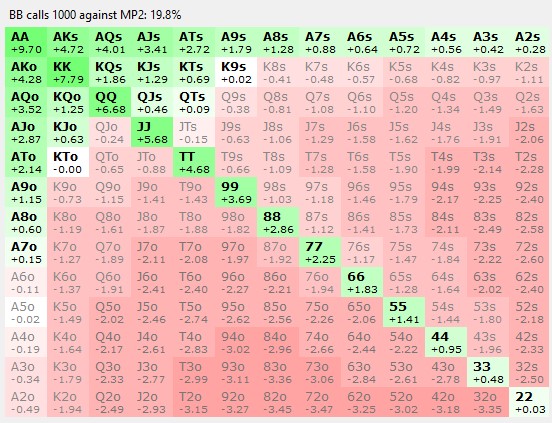 BB calls 1000 against MP2: 19.8%
AA AKs AQs AJs ATs A9s A8s A7s A6s A5s A4s A3s A2s
+9.70 +4.72 +4.01 +3.41 +2.72 +1.79 +1.28 +0.88 +0.64 +0.72 +0.56 +0.42 +0.28
AKo KK KQs KJs KTs K9s K8s K7s K6s K5s K4s K3s K2s
+4.28 +7.79 +1.86 +1.29 +0.69 +0.02 -0.41 -0.48 -0.57 -0.68 -0.82 -0.97 -1.11
AQo KQo QQ QJs QTs Q9s Q8s Q7s Q6s Q5s Q4s Q3s Q2s
+3.52 +1.25 +6.68 +0.46 +0.09 -0.38 -0.81 -1.08 -1.10 -1.20 -1.34 -1.49 -1.63
AJo KJo QJo JJ JTs J9s J8s J7s J6s J5s J4s J3s J2s
+2.87 +0.63 -0.24 +5.68 -0.15 -0.63 -1.06 -1.29 -1.58 -1.62 -1.76 -1.91 -2.06
ATo KTo QTo JTo TT T9s T8s T7s T6s T5s T4s T3s T2s
+2.14 -0.00 -0.65 -0.88 +4.68 -0.66 -1.09 -1.28 -1.58 -1.90 -1.99 -2.14 -2.28
A9o K9o Q9o J9o T9o 99 98s 97s 96s 95s 94s 93s 92s
+1.15 -0.73 -1.15 -1.41 -1.43 +3.69 -1.03 -1.18 -1.46 -1.79 -2.17 -2.25 -2.40
A8o K8o Q8o J8o T8o 98o 88 87s 86s 85s 84s 83s 82s
+0.60 -1.19 -1.61 -1.87 -1.88 -1.82 +2.86 -1.12 -1.41 -1.73 -2.11 -2.49 -2.58
A7o K7o Q7o J7o T7o 97o 87o 77 76s 75s 74s 73s 72s
+0.15 -1.27 -1.89 -2.11 -2.08 -1.97 -1.92 +2.25 -1.17 -1.47 -1.84 -2.22 -2.60
A6o K6o Q6o J6o T6o 96o 86o 76o 66 65s 64s 63s 62s
-0.11 -1.37 -1.91 -2.41 -2.40 -2.27 -2.21 -1.94 +1.83 -1.28 -1.64 -2.02 -2.40
A5o K5o Q5o J5o T5o 95o 85o 75o 65o 55 54s 53s 52s
-0.02 -1.49 -2.02 -2.46 -2.74 -2.62 -2.56 -2.26 -2.06 +1.41 -1.44 -1.80 -2.18
A4o K4o Q4o J4o T4o 94o 84o 74o 64o 54o 44 43s 42s
-0.19 -1.64 -2.17 -2.61 -2.83 -3.02 -2.96 -2.66 -2.44 -2.22 +0.95 -1.96 -2.33
A3o K3o Q3o J3o T3o 93o 83o 73o 63o 53o 43o 33 32s
-0.34 -1.79 -2.33 -2.77 -2.99 -3.11 -3.36 -3.06 -2.84 -2.61 -2.78 +0.48 -2.50
A2o K2o Q2o J2o T2o 92o 82o 72o 62o 52o 42o 32o 22
-0.49 -1.94 -2.49 -2.93 -3.15 -3.27 -3.45 -3.47 -3.25 -3.02 -3.18 -3.35 +0.03